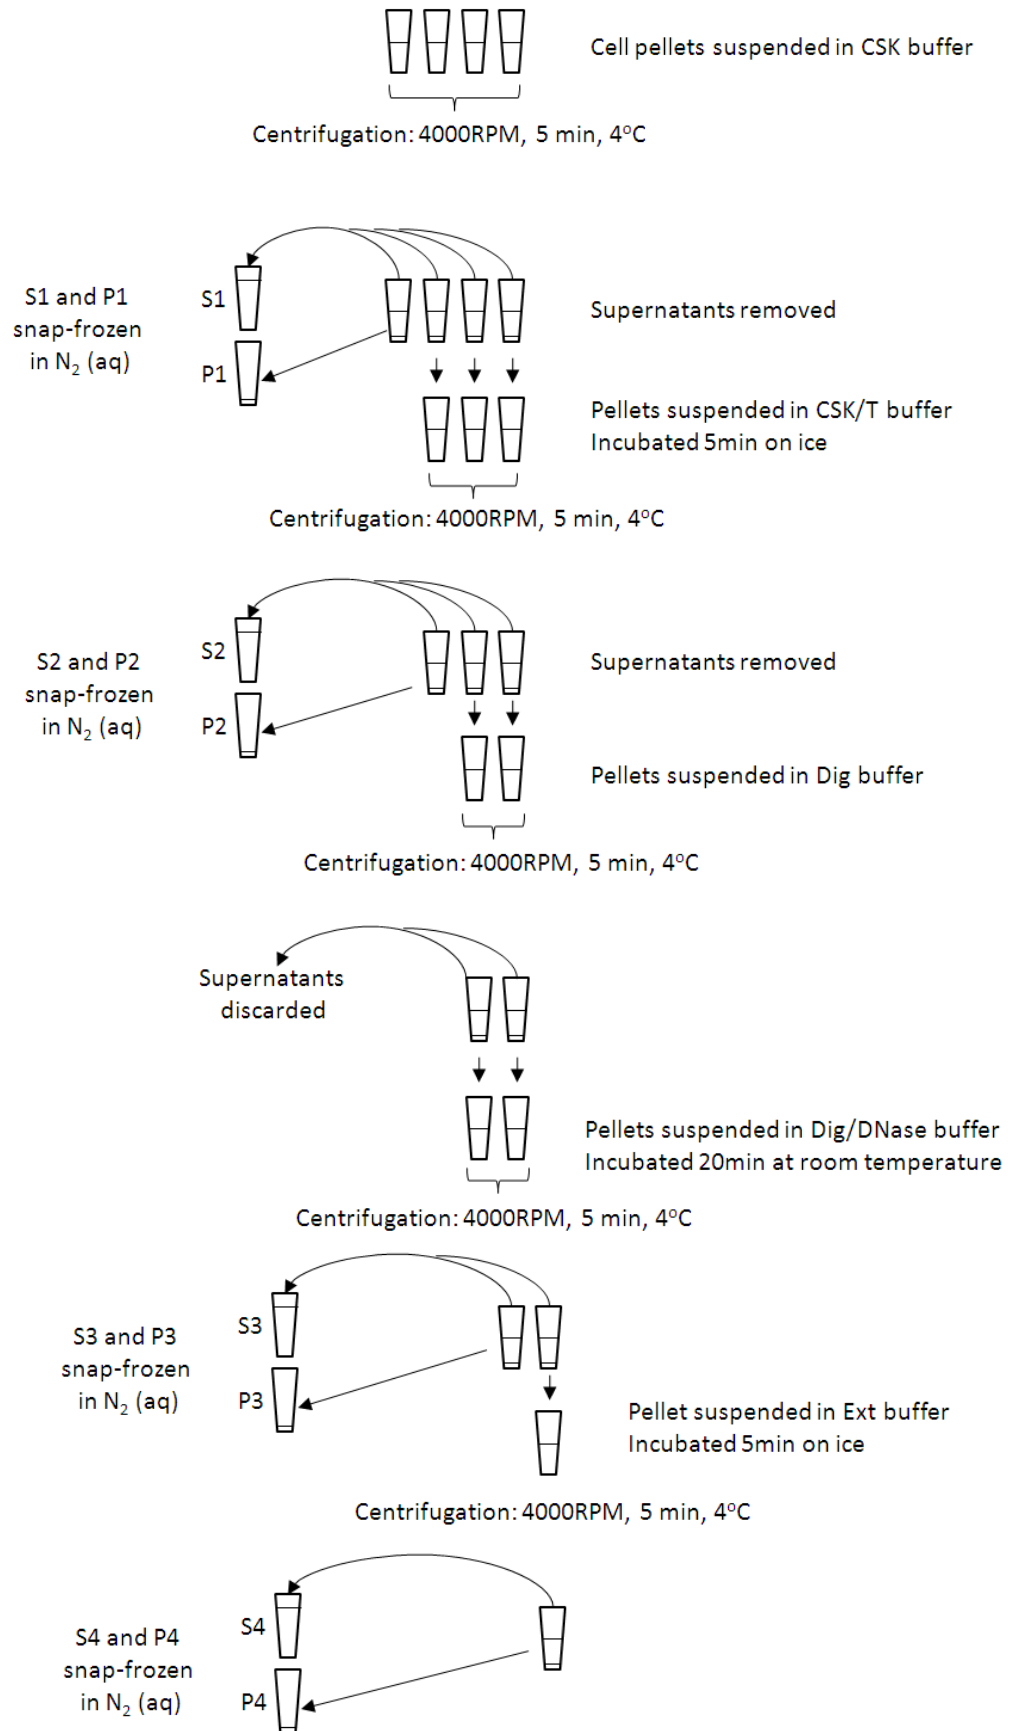 Cell pellets suspended in CSK buffer
Centrifugation: 4000RPM, 5 min, 4°C
S1 and P1
snap-frozen
in N₂ (aq)
S1
P1
Supernatants removed
Pellets suspended in CSK/T buffer
Incubated 5min on ice
Centrifugation: 4000RPM, 5 min, 4°C
S2 and P2
snap-frozen
in N₂ (aq)
S2
P2
Supernatants removed
Pellets suspended in Dig buffer
Centrifugation: 4000RPM, 5 min, 4°C
Supernatants
discarded
Pellets suspended in Dig/DNase buffer
Incubated 20min at room temperature
Centrifugation: 4000RPM, 5 min, 4°C
S3 and P3
snap-frozen
in N₂ (aq)
S3
P3
Pellet suspended in Ext buffer
Incubated 5min on ice
Centrifugation: 4000RPM, 5 min, 4°C
S4 and P4
snap-frozen
in N₂ (aq)
S4
P4